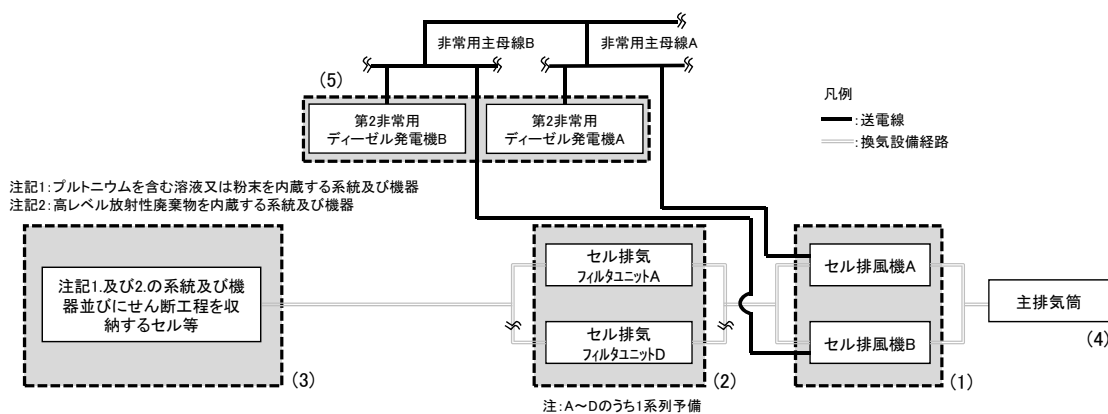 非常用主母線B
非常用主母線A
(5)
第2非常用
ディーゼル発電機B
第2非常用
ディーゼル発電機A
凡例
:送電線
:換気設備経路
注記1:プルトニウムを含む溶液又は粉末を内蔵する系統及び機器
注記2:高レベル放射性廃棄物を内蔵する系統及び機器
注記1.及び2.の系統及び機
器並びにせん断工程を収
納するセル等
(3)
セル排気
フィルタユニットA
セル排気
フィルタユニットD
(2)
注:A～Dのうち1系列予備
セル排風機A
セル排風機B
(1)
主排気筒
(4)